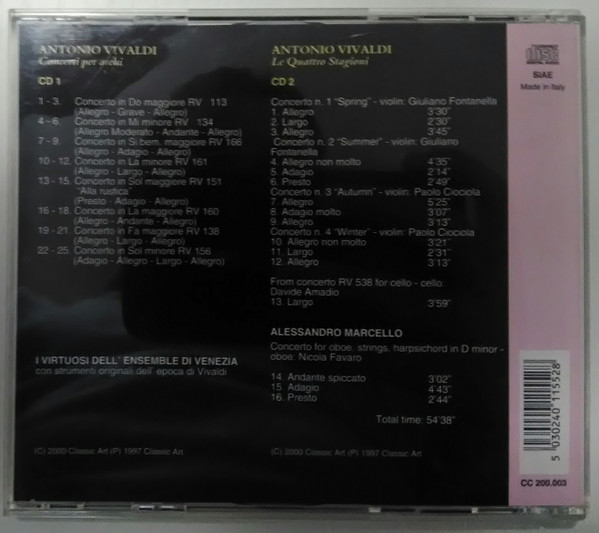 ANTONIO VIVALDI
Concerti per archi
CD 1
1 - 3. Concerto in Do maggiore RV 113
(Allegro - Grave - Allegro)
4 - 6. Concerto in Mi minore RV 134
(Allegro Moderato - Andante - Allegro)
7 - 9. Concerto in Si bem. maggiore RV 166
(Allegro - Adagio - Allegro)
10 - 12. Concerto in La minore RV 161
(Allegro - Largo - Allegro)
13 - 15. Concerto in Sol maggiore RV 151
"Alla rustica"
(Presto - Adagio - Allegro)
16 - 18. Concerto in La maggiore RV 160
(Allegro - Andante - Allegro)
19 - 21. Concerto in Fa maggiore RV 138
(Allegro - Largo - Allegro)
22 - 25. Concerto in Sol minore RV 156
(Adagio - Allegro - Largo - Allegro)
I VIRTUOSI DELL' ENSEMBLE DI VENEZIA
con strumenti originali dell' epoca di Vivaldi
(C) 2000 Classic Art (P) 1997 Classic Art
ANTONIO VIVALDI
Le Quattro Stagioni
CD 2
Concerto n. 1 "Spring" - violin: Giuliano Fontanella
1. Allegro 3'30"
2. Largo 2'30"
3. Allegro 3'45"
Concerto n. 2 "Summer" - violin: Giuliano
Fontanella
4. Allegro non molto 4'35"
5. Adagio 2'14"
6. Presto 2'49"
Concerto n. 3 "Autumn" - violin: Paolo Ciociola
7. Allegro 5'25"
8. Adagio molto 3'07"
9. Allegro 3'13"
Concerto n. 4 "Winter" - violin: Paolo Ciociola
10. Allegro non molto 3'21"
11. Largo 2'31"
12. Allegro 3'13"
From concerto RV 538 for cello - cello:
Davide Amadio
13. Largo 3'59"
ALESSANDRO MARCELLO
Concerto for oboe, strings, harpsichord in D minor -
oboe: Nicola Favaro
14. Andante spiccato 3'02"
15. Adagio 4'43"
16. Presto 2'44"
Total time: 54'38"
(C) 2000 Classic Art (P) 1997 Classic Art
COMPACT
disc
DIGITAL AUDIO
SIAE
Made in Italy
5 030240 115528
CC 200.003